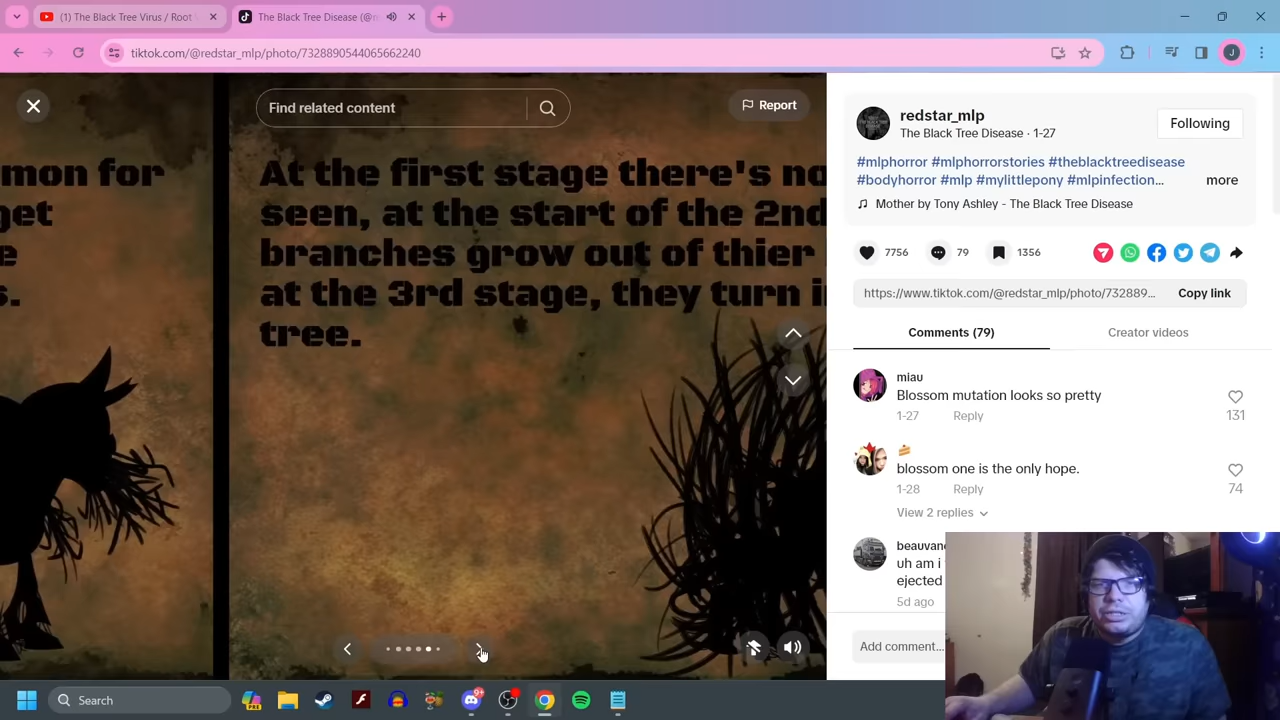 (1) The Black Tree Virus / Root
The Black Tree Disease (@r
tiktok.com/@redstar_mlp/photo/7328890544065662240
J
Find related content
Report
mon for
get
e
s.
At the first stage there's no
seen, at the start of the 2nd
branches grow out of thier
at the 3rd stage, they turn i
tree.
redstar_mlp
The Black Tree Disease · 1-27
Following
#mlphorror #mlphorrorstories #theblacktreedisease
#bodyhorror #mlp #mylittlepony #mlpinfection... more
Mother by Tony Ashley - The Black Tree Disease
7756 79 1356
https://www.tiktok.com/@redstar_mlp/photo/732889... Copy link
Comments (79) Creator videos
miau
Blossom mutation looks so pretty
1-27 Reply
131
blossom one is the only hope.
1-28 Reply
74
View 2 replies
beauvan
uh am i
ejected
5d ago
Add comment...
Search
PRE
9+